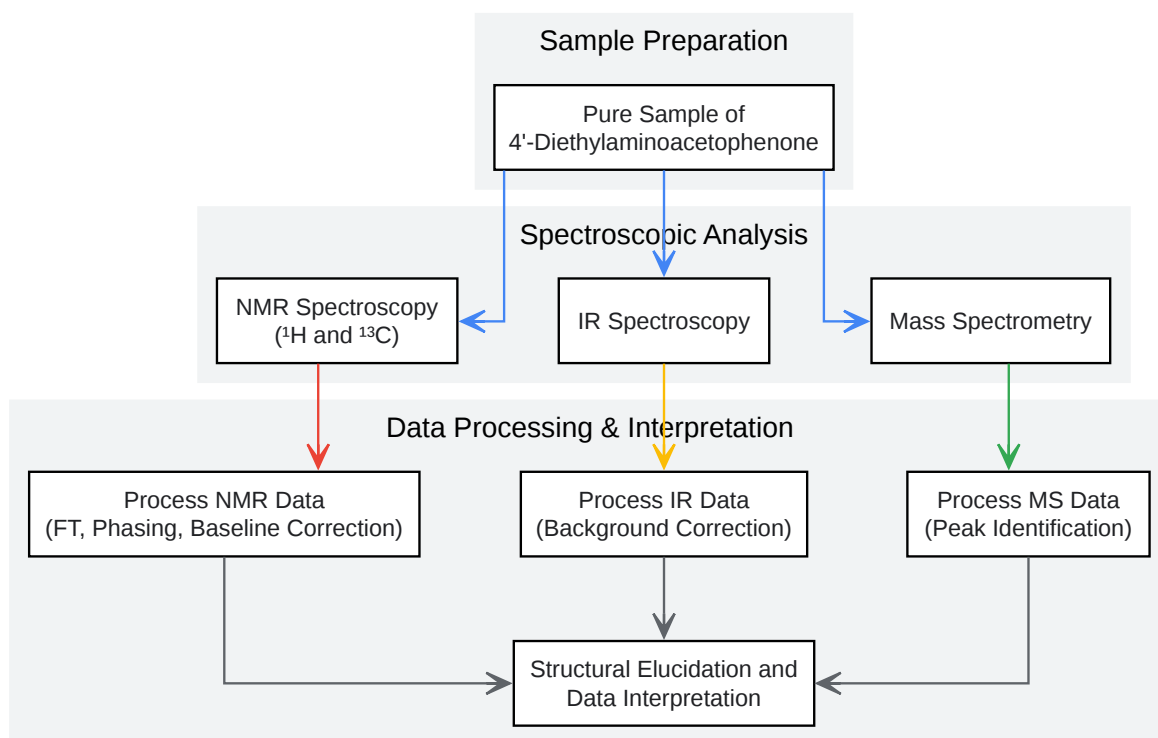 Sample Preparation
Pure Sample of
4'-Diethylaminoacetophenone
Spectroscopic Analysis
NMR Spectroscopy
(¹H and ¹³C)
IR Spectroscopy
Mass Spectrometry
Data Processing & Interpretation
Process NMR Data
(FT, Phasing, Baseline Correction)
Process IR Data
(Background Correction)
Process MS Data
(Peak Identification)
Structural Elucidation and
Data Interpretation